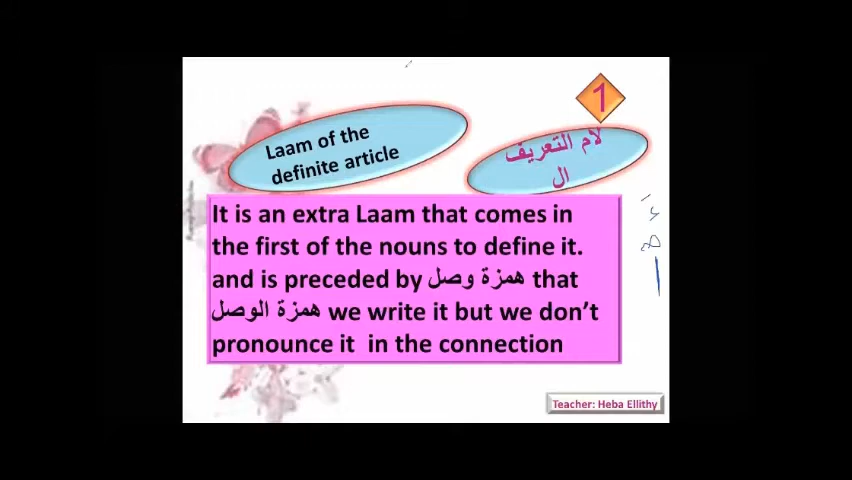 1
Laam of the
definite article
لام التعريف
ال
It is an extra Laam that comes in
the first of the nouns to define it.
and is preceded by همزة وصل that
همزة الوصل we write it but we don't
pronounce it in the connection
Teacher: Heba Ellithy